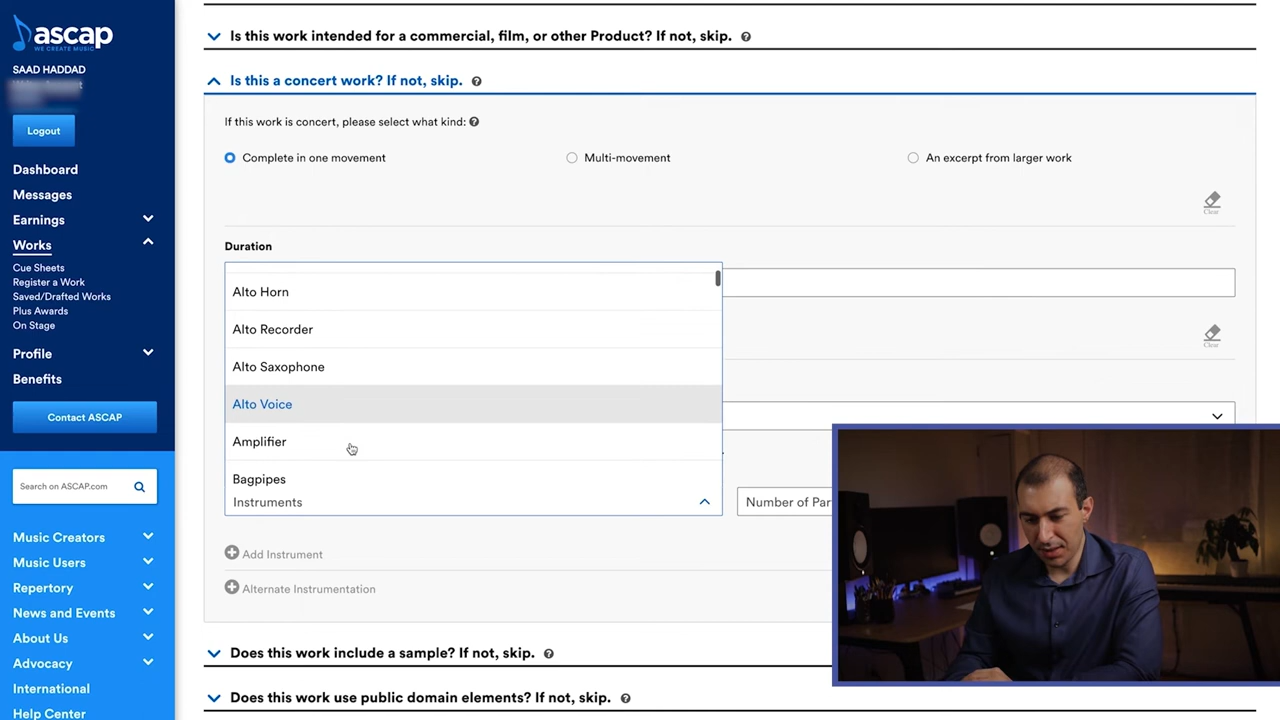 ascap
WE CREATE MUSIC
SAAD HADDAD
Logout
Dashboard
Messages
Earnings
Works
Cue Sheets
Register a Work
Saved/Drafted Works
Plus Awards
On Stage
Profile
Benefits
Contact ASCAP
Search on ASCAP.com
Music Creators
Music Users
Repertory
News and Events
About Us
Advocacy
International
Help Center
Is this work intended for a commercial, film, or other Product? If not, skip.
Is this a concert work? If not, skip.
If this work is concert, please select what kind:
Complete in one movement
Multi-movement
An excerpt from larger work
Clear
Duration
Alto Horn
Alto Recorder
Alto Saxophone
Clear
Alto Voice
Amplifier
Bagpipes
Instruments
Number of Par
Add Instrument
Alternate Instrumentation
Does this work include a sample? If not, skip.
Does this work use public domain elements? If not, skip.